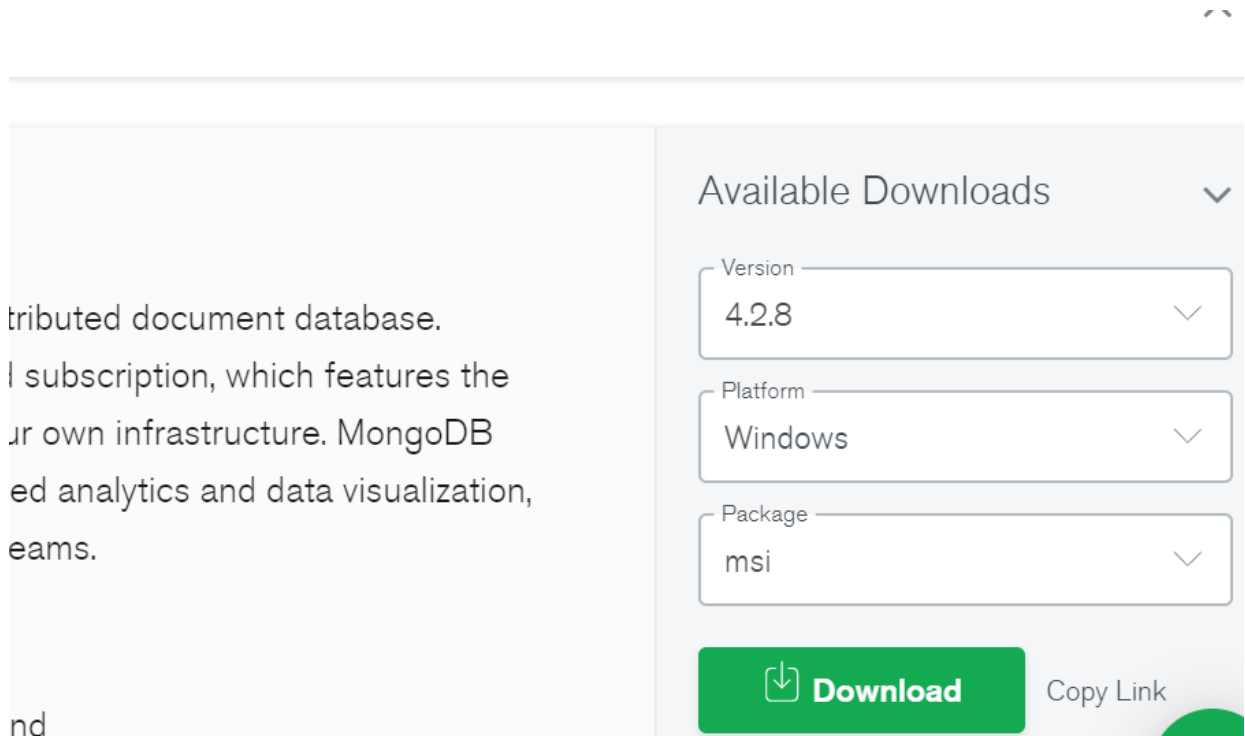 tributed document database.
subscription, which features the
own infrastructure. MongoDB
ed analytics and data visualization,
eams.
nd
Available Downloads
Version
4.2.8
Platform
Windows
Package
msi
Download
Copy Link